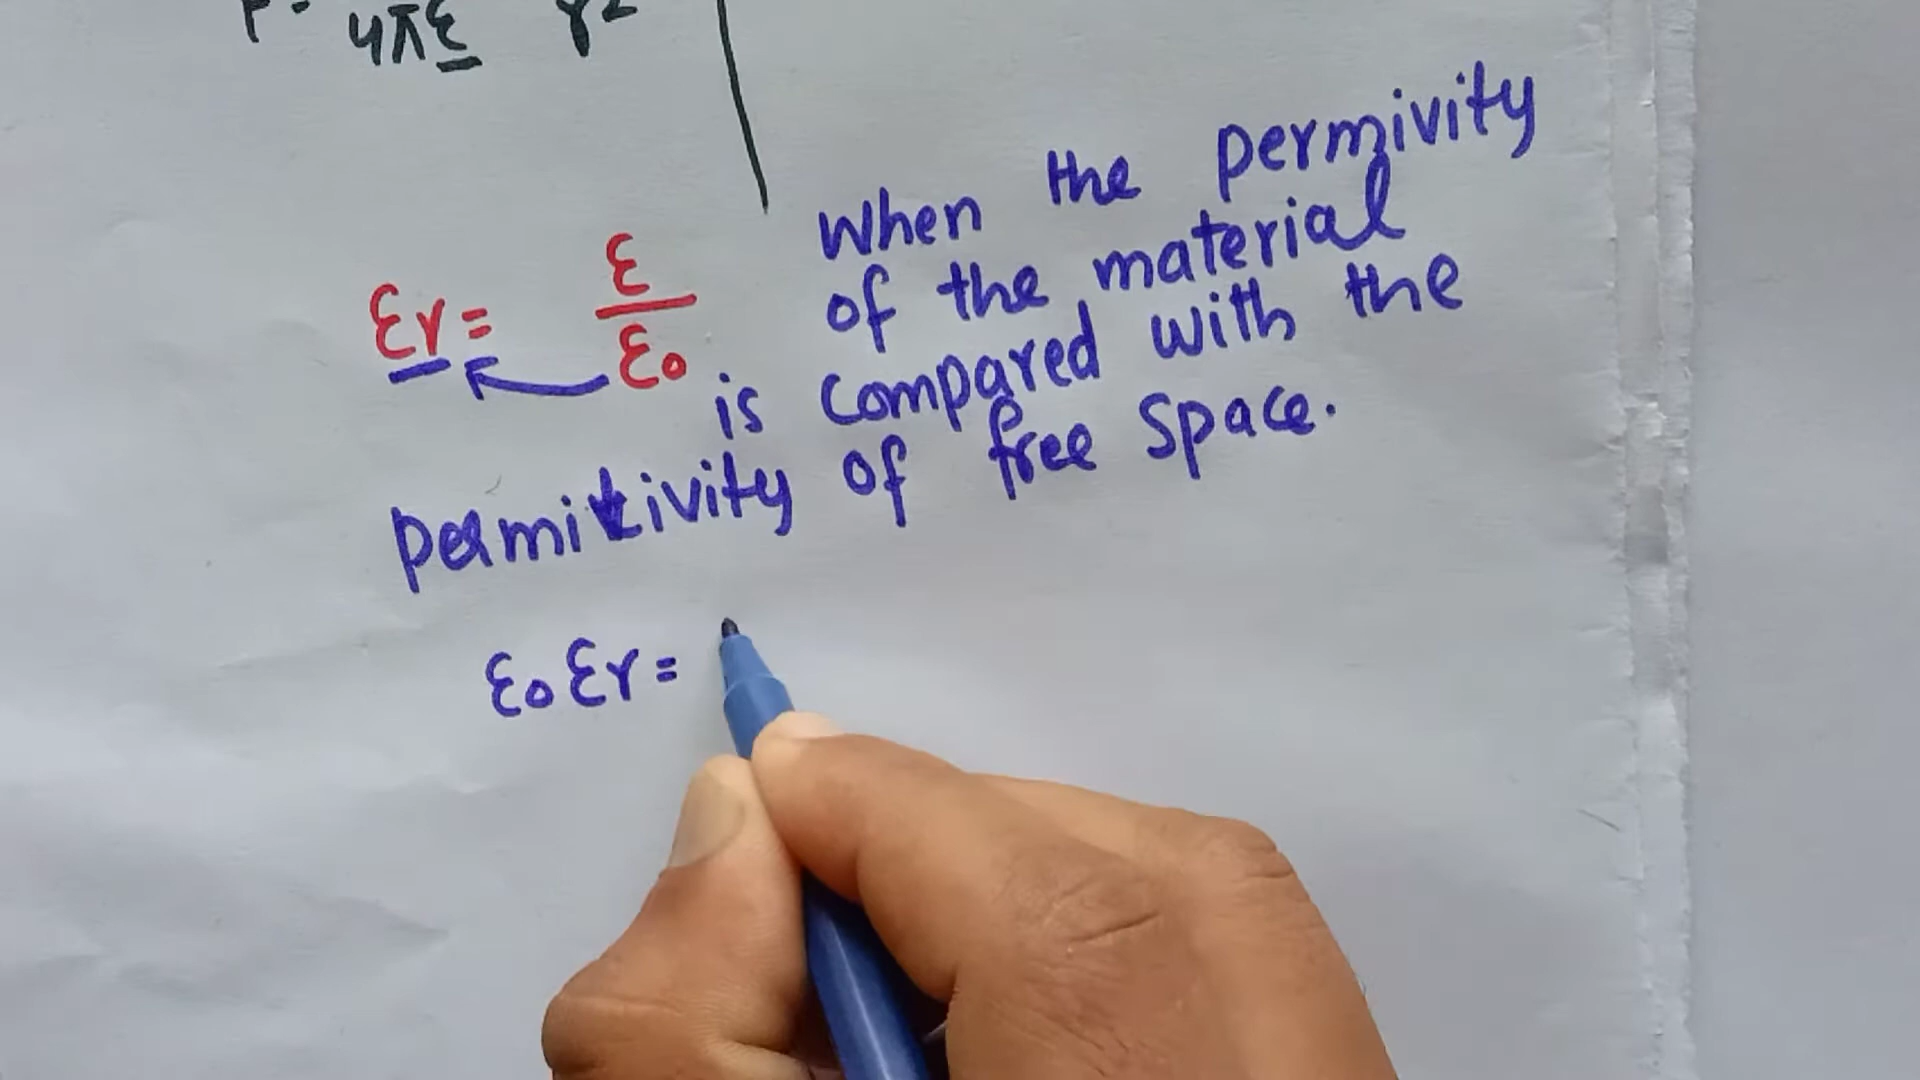 4πε r²
When the permivity
of the material
εr = ε/ε₀
is compared with the
permitivity of free space.
ε₀ εr =